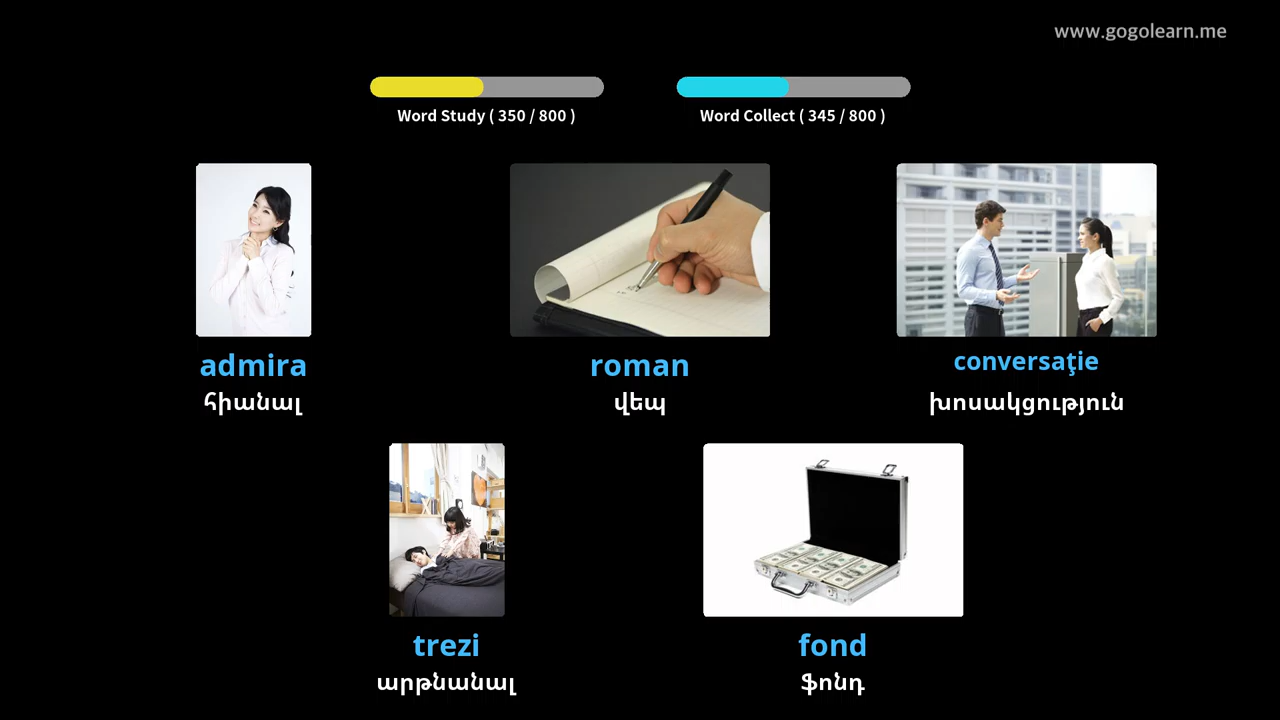 www.gogolearn.me
Word Study ( 350 / 800 )
Word Collect ( 345 / 800 )
admira
հիանալ
roman
վեպ
conversaţie
խոսակցություն
trezi
արթնանալ
fond
ֆոնդ